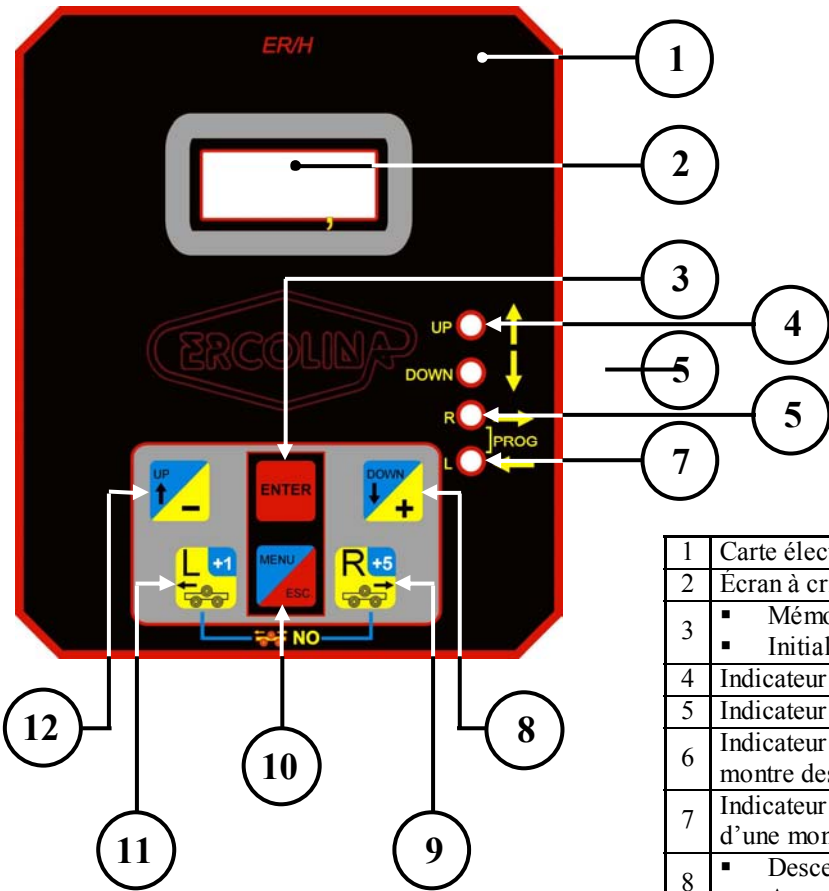 ER/H
1
2
,
3
ERCOLINA
UP
4
DOWN
5
R
5
PROG
L
7
UP
–
ENTER
DOWN
+
L +1
MENU
ESC
R +5
NO
12
8
10
11
9
1 Carte élect
2 Écran à cr
3 ▪ Mémo
▪ Initial
4 Indicateur
5 Indicateur
6 Indicateur
montre des
7 Indicateur
d’une mon
8 ▪ Desce